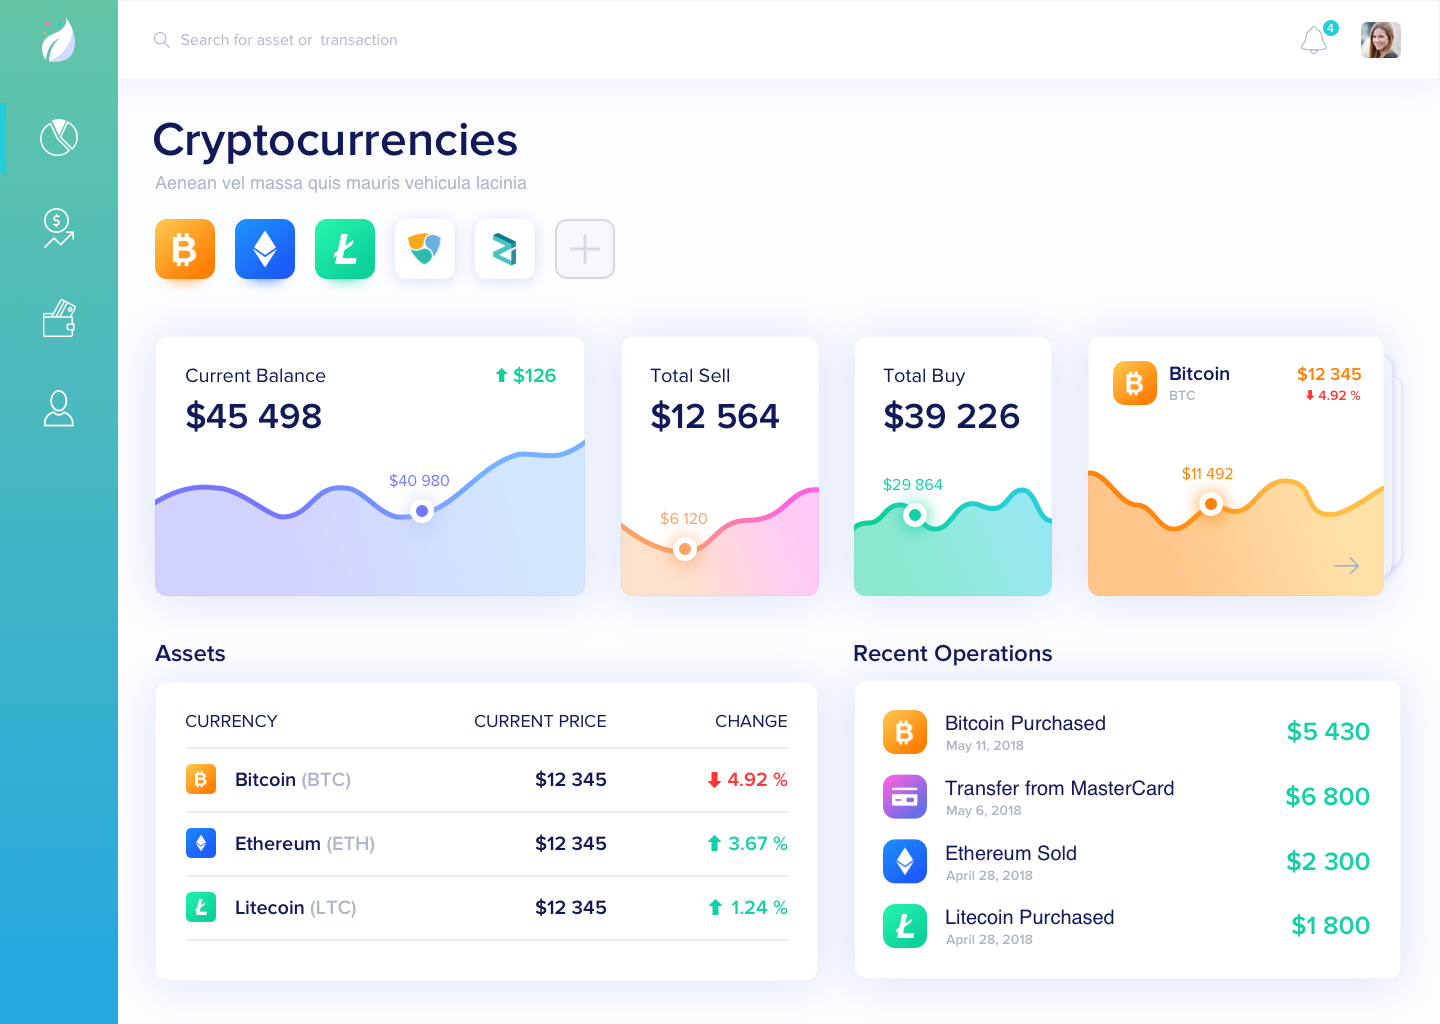 Search for asset or  transaction
4
Cryptocurrencies
Aenean vel massa quis mauris vehicula lacinia
Current Balance
$126
$45 498
$40 980
Total Sell
$12 564
$6 120
Total Buy
$39 226
$29 864
Bitcoin
$12 345
BTC
4.92 %
$11 492
Assets
CURRENCY CURRENT PRICE CHANGE
Bitcoin (BTC) $12 345 4.92 %
Ethereum (ETH) $12 345 3.67 %
Litecoin (LTC) $12 345 1.24 %
Recent Operations
Bitcoin Purchased
May 11, 2018
$5 430
Transfer from MasterCard
May 6, 2018
$6 800
Ethereum Sold
April 28, 2018
$2 300
Litecoin Purchased
April 28, 2018
$1 800